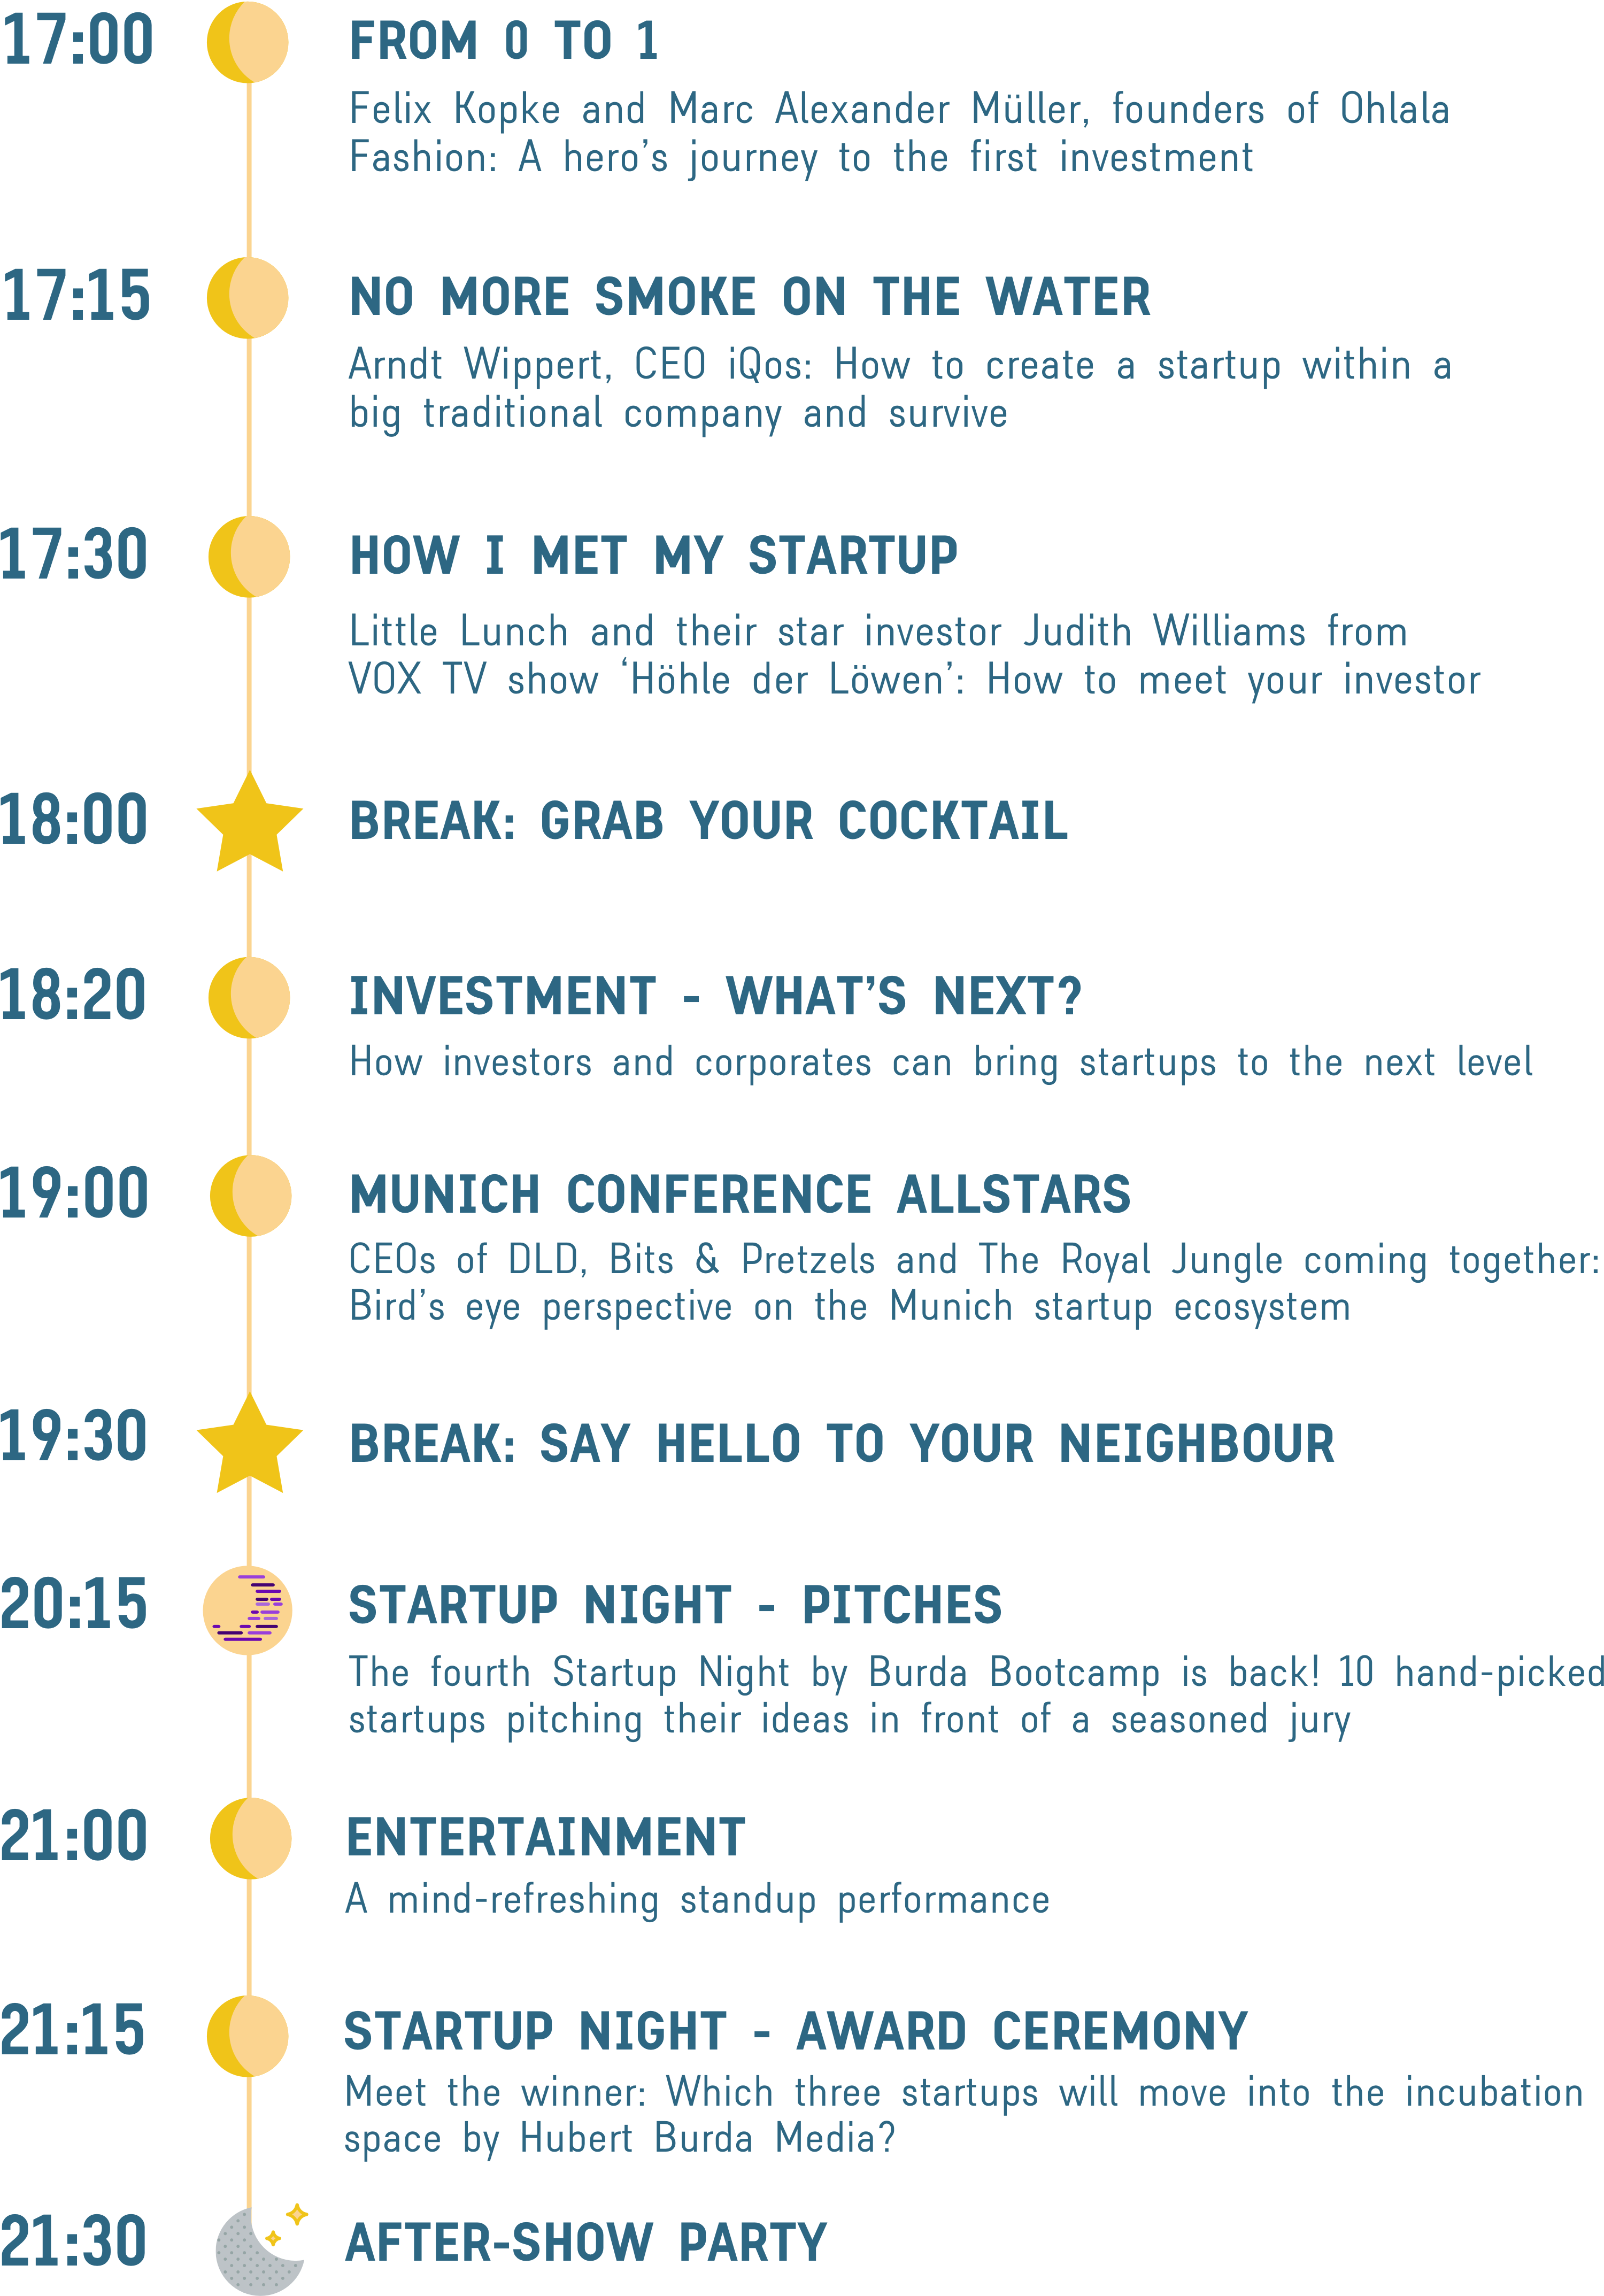 17:00 FROM 0 TO 1
Felix Kopke and Marc Alexander Müller, founders of Ohlala
Fashion: A hero’s journey to the first investment
17:15 NO MORE SMOKE ON THE WATER
Arndt Wippert, CEO iQos: How to create a startup within a
big traditional company and survive
17:30 HOW I MET MY STARTUP
Little Lunch and their star investor Judith Williams from
VOX TV show ‘Höhle der Löwen’: How to meet your investor
18:00 BREAK: GRAB YOUR COCKTAIL
18:20 INVESTMENT - WHAT’S NEXT?
How investors and corporates can bring startups to the next level
19:00 MUNICH CONFERENCE ALLSTARS
CEOs of DLD, Bits & Pretzels and The Royal Jungle coming together:
Bird’s eye perspective on the Munich startup ecosystem
19:30 BREAK: SAY HELLO TO YOUR NEIGHBOUR
20:15 STARTUP NIGHT - PITCHES
The fourth Startup Night by Burda Bootcamp is back! 10 hand-picked
startups pitching their ideas in front of a seasoned jury
21:00 ENTERTAINMENT
A mind-refreshing standup performance
21:15 STARTUP NIGHT - AWARD CEREMONY
Meet the winner: Which three startups will move into the incubation
space by Hubert Burda Media?
21:30 AFTER-SHOW PARTY